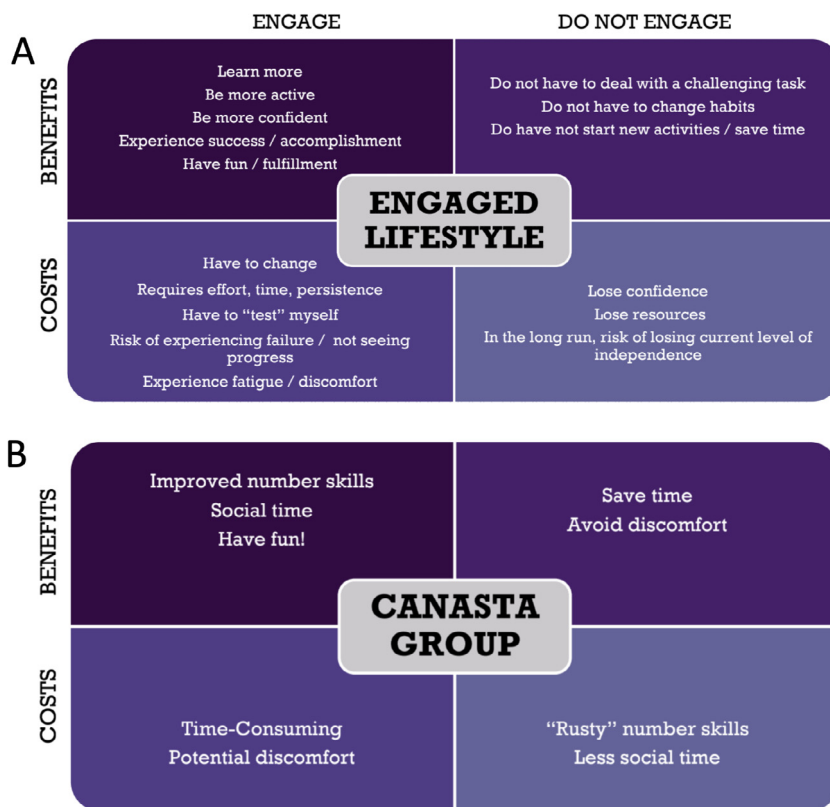 ENGAGE
DO NOT ENGAGE
A
BENEFITS
Learn more
Be more active
Be more confident
Experience success / accomplishment
Have fun / fulfillment
Do not have to deal with a challenging task
Do not have to change habits
Do have not start new activities / save time
ENGAGED
LIFESTYLE
COSTS
Have to change
Requires effort, time, persistence
Have to “test” myself
Risk of experiencing failure / not seeing
progress
Experience fatigue / discomfort
Lose confidence
Lose resources
In the long run, risk of losing current level of
independence
B
BENEFITS
Improved number skills
Social time
Have fun!
Save time
Avoid discomfort
CANASTA
GROUP
COSTS
Time-Consuming
Potential discomfort
“Rusty” number skills
Less social time